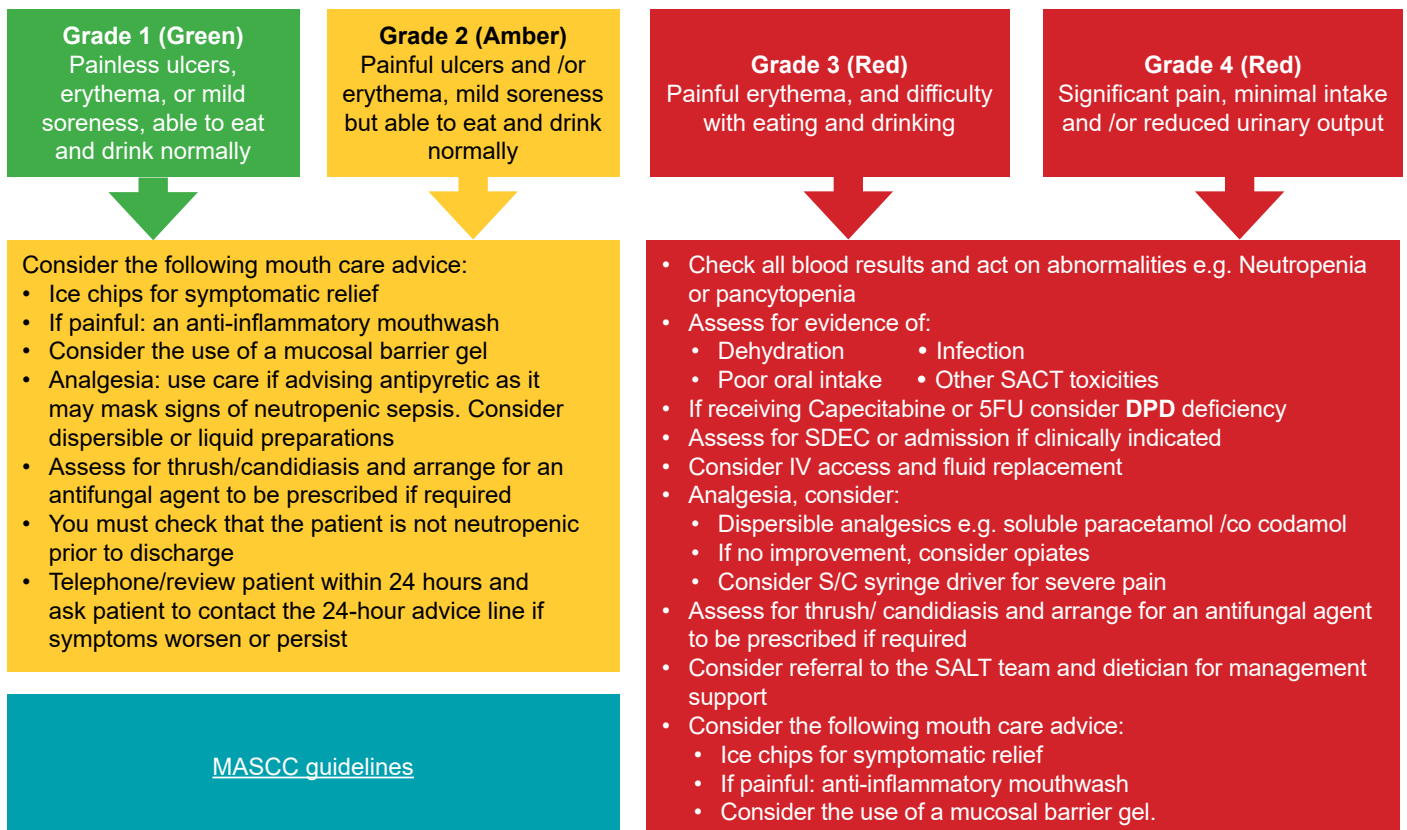 Grade 1 (Green)
Painless ulcers,
erythema, or mild
soreness, able to eat
and drink normally
Grade 2 (Amber)
Painful ulcers and /or
erythema, mild soreness
but able to eat and drink
normally
Grade 3 (Red)
Painful erythema, and difficulty
with eating and drinking
Grade 4 (Red)
Significant pain, minimal intake
and /or reduced urinary output
Consider the following mouth care advice:
• Ice chips for symptomatic relief
• If painful: an anti-inflammatory mouthwash
• Consider the use of a mucosal barrier gel
• Analgesia: use care if advising antipyretic as it
may mask signs of neutropenic sepsis. Consider
dispersible or liquid preparations
• Assess for thrush/candidiasis and arrange for an
antifungal agent to be prescribed if required
• You must check that the patient is not neutropenic
prior to discharge
• Telephone/review patient within 24 hours and
ask patient to contact the 24-hour advice line if
symptoms worsen or persist
MASCC guidelines
• Check all blood results and act on abnormalities e.g. Neutropenia
or pancytopenia
• Assess for evidence of:
• Dehydration • Infection
• Poor oral intake • Other SACT toxicities
• If receiving Capecitabine or 5FU consider DPD deficiency
• Assess for SDEC or admission if clinically indicated
• Consider IV access and fluid replacement
• Analgesia, consider:
• Dispersible analgesics e.g. soluble paracetamol /co codamol
• If no improvement, consider opiates
• Consider S/C syringe driver for severe pain
• Assess for thrush/ candidiasis and arrange for an antifungal agent
to be prescribed if required
• Consider referral to the SALT team and dietician for management
support
• Consider the following mouth care advice:
• Ice chips for symptomatic relief
• If painful: anti-inflammatory mouthwash
• Consider the use of a mucosal barrier gel.